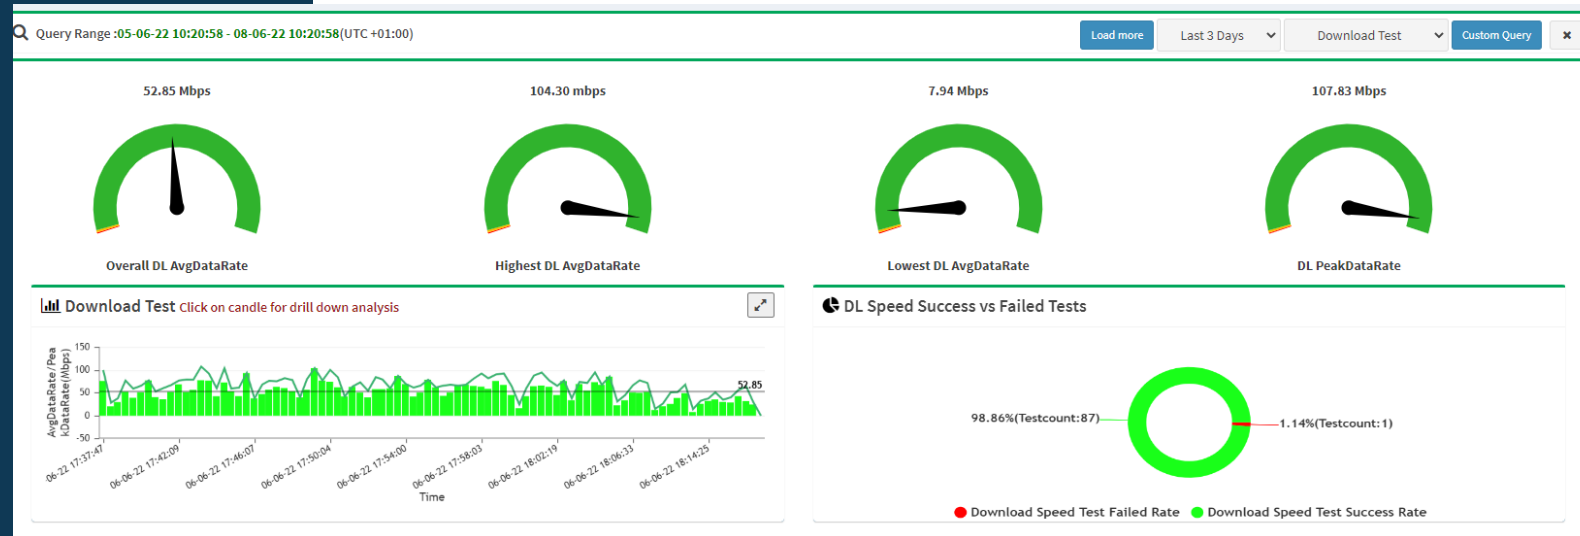 Query Range :05-06-22 10:20:58 - 08-06-22 10:20:58(UTC +01:00)
Load more
Last 3 Days
Download Test
Custom Query
×
52.85 Mbps
104.30 mbps
7.94 Mbps
107.83 Mbps
Overall DL AvgDataRate
Highest DL AvgDataRate
Lowest DL AvgDataRate
DL PeakDataRate
Download Test Click on candle for drill down analysis
AvgDataRate/Pea
kDataRate(Mbps)
150
100
50
0
-50
52.85
06-06-22 17:37:47
06-06-22 17:42:09
06-06-22 17:46:07
06-06-22 17:50:04
06-06-22 17:54:00
06-06-22 17:58:03
06-06-22 18:02:19
06-06-22 18:06:33
06-06-22 18:14:25
Time
DL Speed Success vs Failed Tests
98.86%(Testcount:87)
1.14%(Testcount:1)
Download Speed Test Failed Rate
Download Speed Test Success Rate